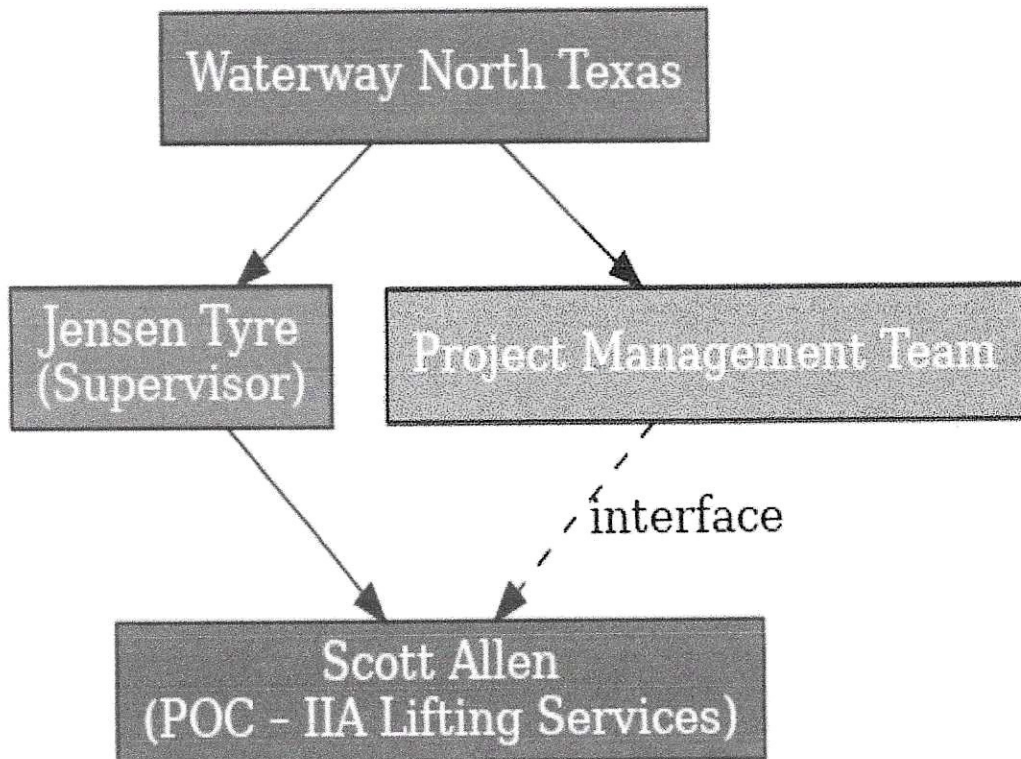 Waterway North Texas
Jensen Tyre
(Supervisor)
Project Management Team
interface
Scott Allen
(POC – IIA Lifting Services)